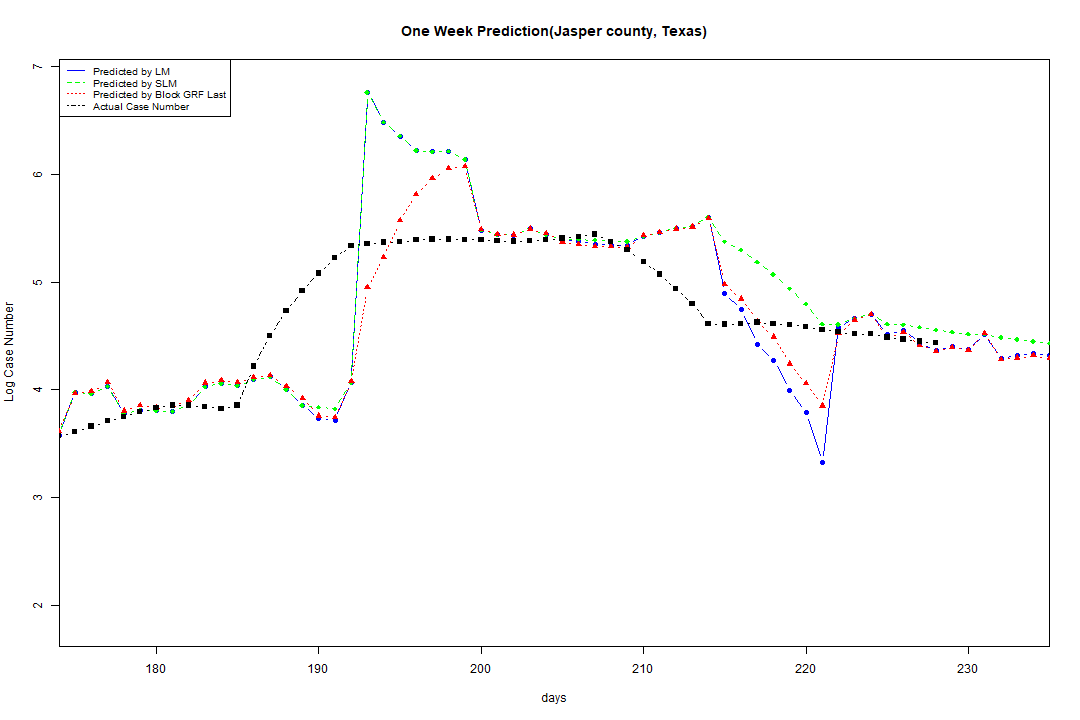 One Week Prediction(Jasper county, Texas)
Predicted by LM
Predicted by SLM
Predicted by Block GRF Last
Actual Case Number
7
6
5
4
3
2
Log Case Number
180 190 200 210 220 230
days